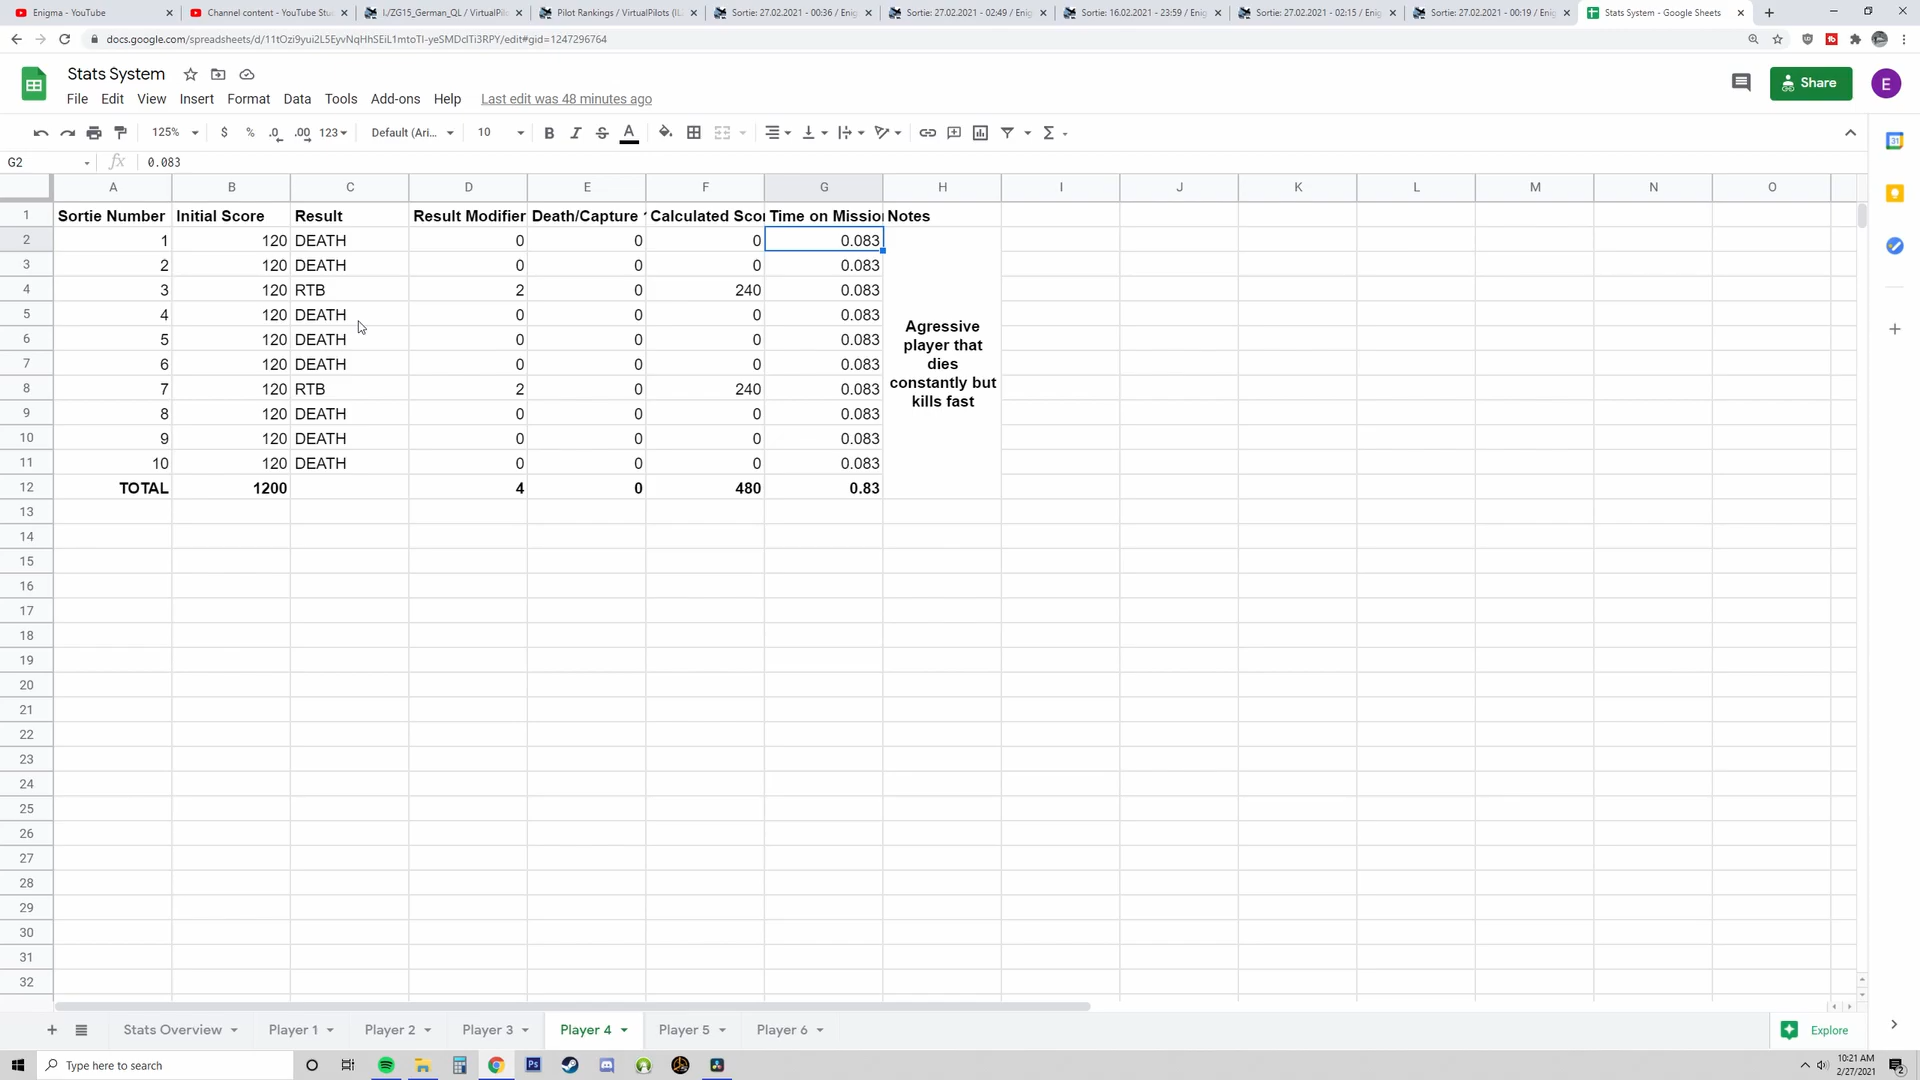 Enigma - YouTube
Channel content - YouTube Stu
I./ZG15_German_QL / VirtualPil
Pilot Rankings / VirtualPilots (IL
Sortie: 27.02.2021 - 00:36 / Enig
Sortie: 27.02.2021 - 02:49 / Enig
Sortie: 16.02.2021 - 23:59 / Enig
Sortie: 27.02.2021 - 02:15 / Enig
Sortie: 27.02.2021 - 00:19 / Enig
Stats System - Google Sheets
Stats System
File Edit View Insert Format Data Tools Add-ons Help Last edit was 48 minutes ago
Share
E
125% $ % .0 .00 123 Default (Ari... 10 B I S A
G2 fx 0.083
A B C D E F G H I J K L M N O
1 Sortie Number Initial Score Result Result Modifier Death/Capture Calculated Scor Time on Mission Notes
2 1 120 DEATH 0 0 0 0.083
3 2 120 DEATH 0 0 0 0.083
4 3 120 RTB 2 0 240 0.083
5 4 120 DEATH 0 0 0 0.083
6 5 120 DEATH 0 0 0 0.083
7 6 120 DEATH 0 0 0 0.083
8 7 120 RTB 2 0 240 0.083
9 8 120 DEATH 0 0 0 0.083
10 9 120 DEATH 0 0 0 0.083
11 10 120 DEATH 0 0 0 0.083
12 TOTAL 1200 4 0 480 0.83
Agressive
player that
dies
constantly but
kills fast
13
14
15
16
17
18
19
20
21
22
23
24
25
26
27
28
29
30
31
32
Stats Overview Player 1 Player 2 Player 3 Player 4 Player 5 Player 6 Explore
Type here to search
10:21 AM
2/27/2021